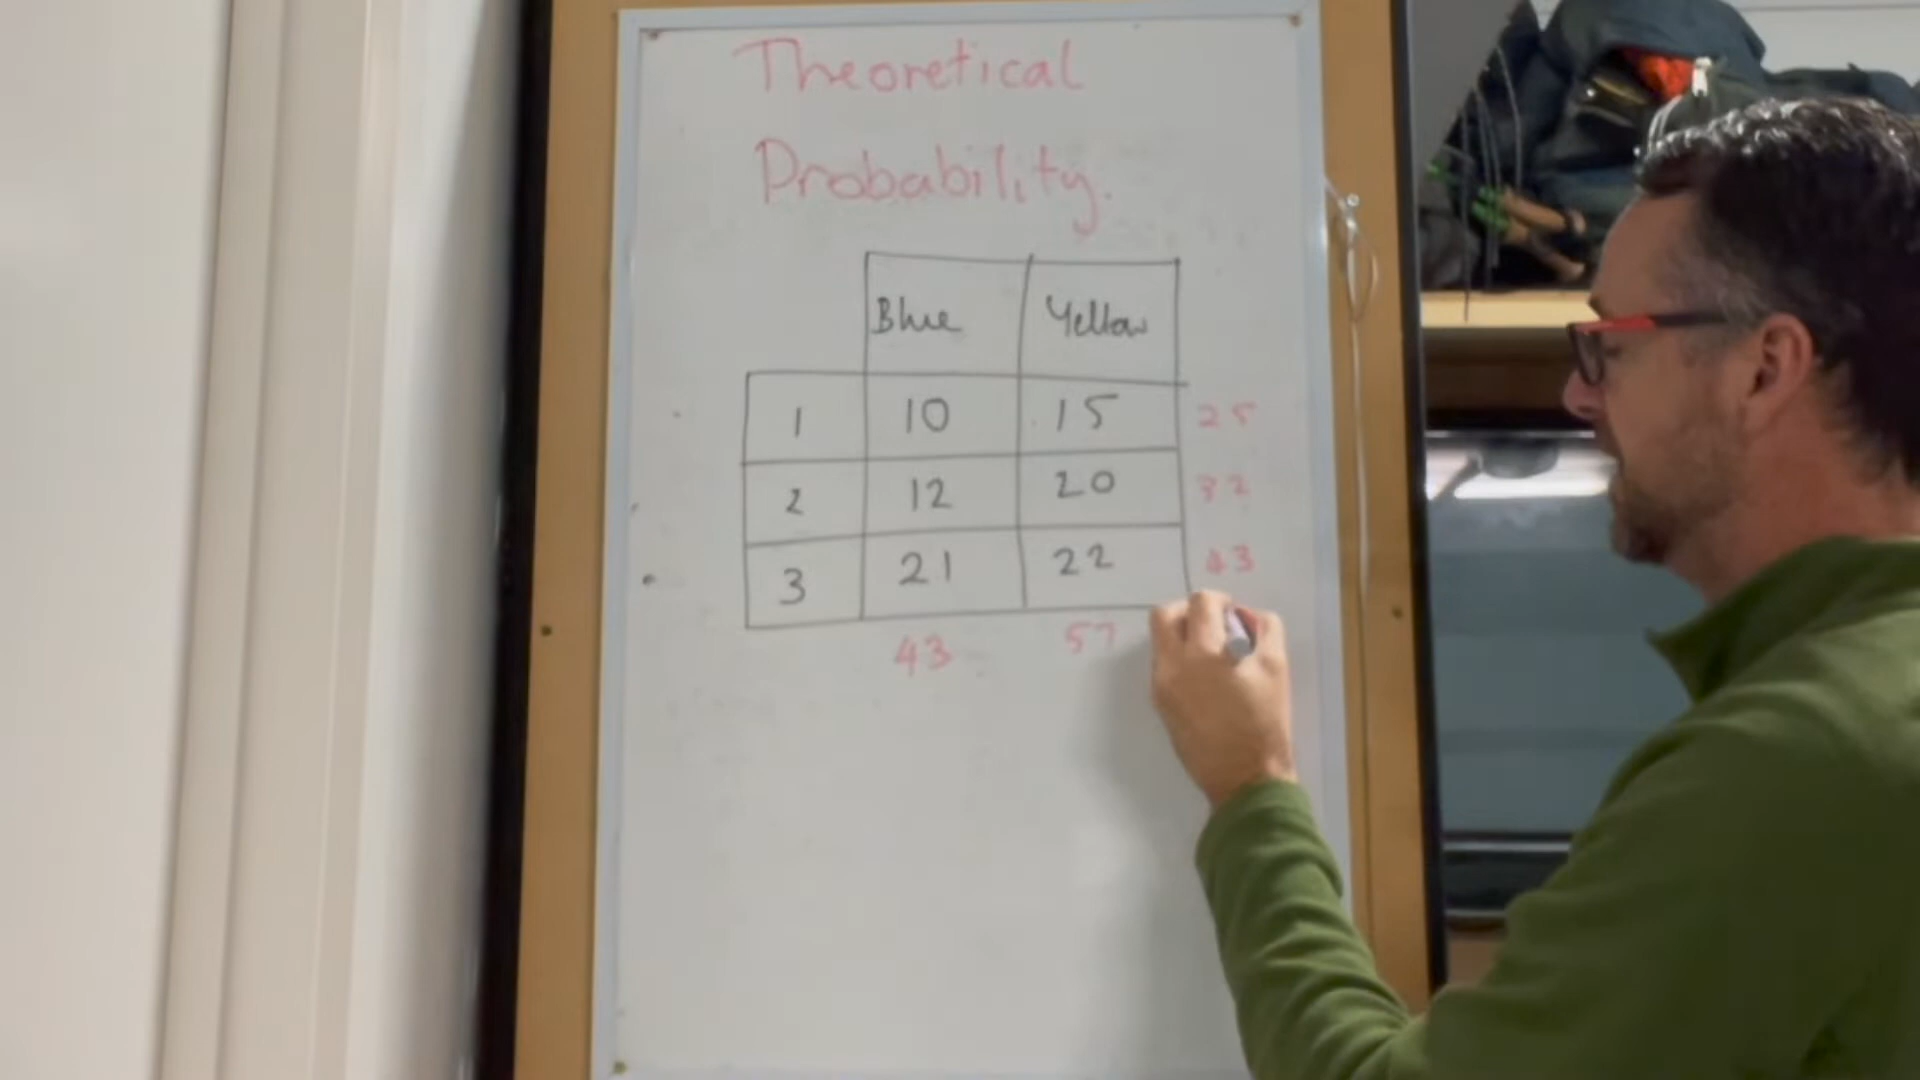 Theoretical
Probability.
Blue Yellow
1 10 15 25
2 12 20 32
3 21 22 43
43 57